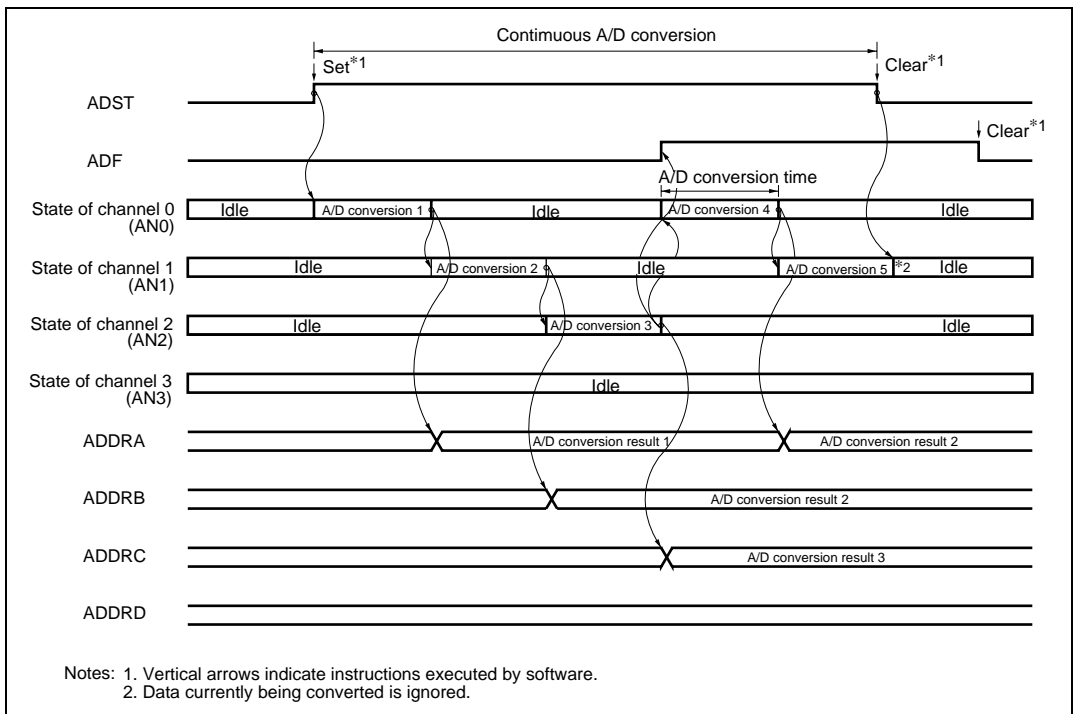 Contimuous A/D conversion
Set*1
Clear*1
ADST
Clear*1
ADF
A/D conversion time
State of channel 0
(AN0)
Idle
A/D conversion 1
Idle
A/D conversion 4
Idle
State of channel 1
(AN1)
Idle
A/D conversion 2
Idle
A/D conversion 5
*2
Idle
State of channel 2
(AN2)
Idle
A/D conversion 3
Idle
State of channel 3
(AN3)
Idle
ADDRA
A/D conversion result 1
A/D conversion result 2
ADDRB
A/D conversion result 2
ADDRC
A/D conversion result 3
ADDRD
Notes: 1. Vertical arrows indicate instructions executed by software.
2. Data currently being converted is ignored.